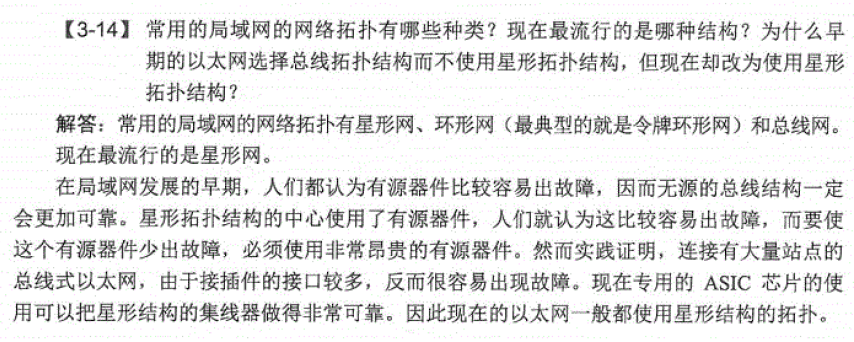 【3-14】 常用的局域网的网络拓扑有哪些种类？现在最流行的是哪种结构？为什么早
期的以太网选择总线拓扑结构而不使用星形拓扑结构，但现在却改为使用星形
拓扑结构？
解答：常用的局域网的网络拓扑有星形网、环形网（最典型的就是令牌环形网）和总线网。
现在最流行的是星形网。
在局域网发展的早期，人们都认为有源器件比较容易出故障，因而无源的总线结构一定
会更加可靠。星形拓扑结构的中心使用了有源器件，人们就认为这比较容易出故障，而要使
这个有源器件少出故障，必须使用非常昂贵的有源器件。然而实践证明，连接有大量站点的
总线式以太网，由于接插件的接口较多，反而很容易出现故障。现在专用的 ASIC 芯片的使
用可以把星形结构的集线器做得非常可靠。因此现在的以太网一般都使用星形结构的拓扑。